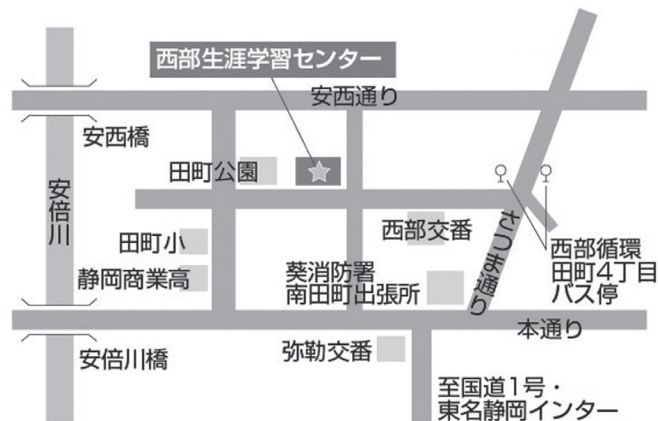 西部生涯学習センター
安西通り
安西橋
田町公園
安倍川
西部交番
さつま通り
田町小
静岡商業高
葵消防署
南田町出張所
西部循環
田町4丁目
バス停
本通り
安倍川橋
弥勒交番
至国道1号・
東名静岡インター